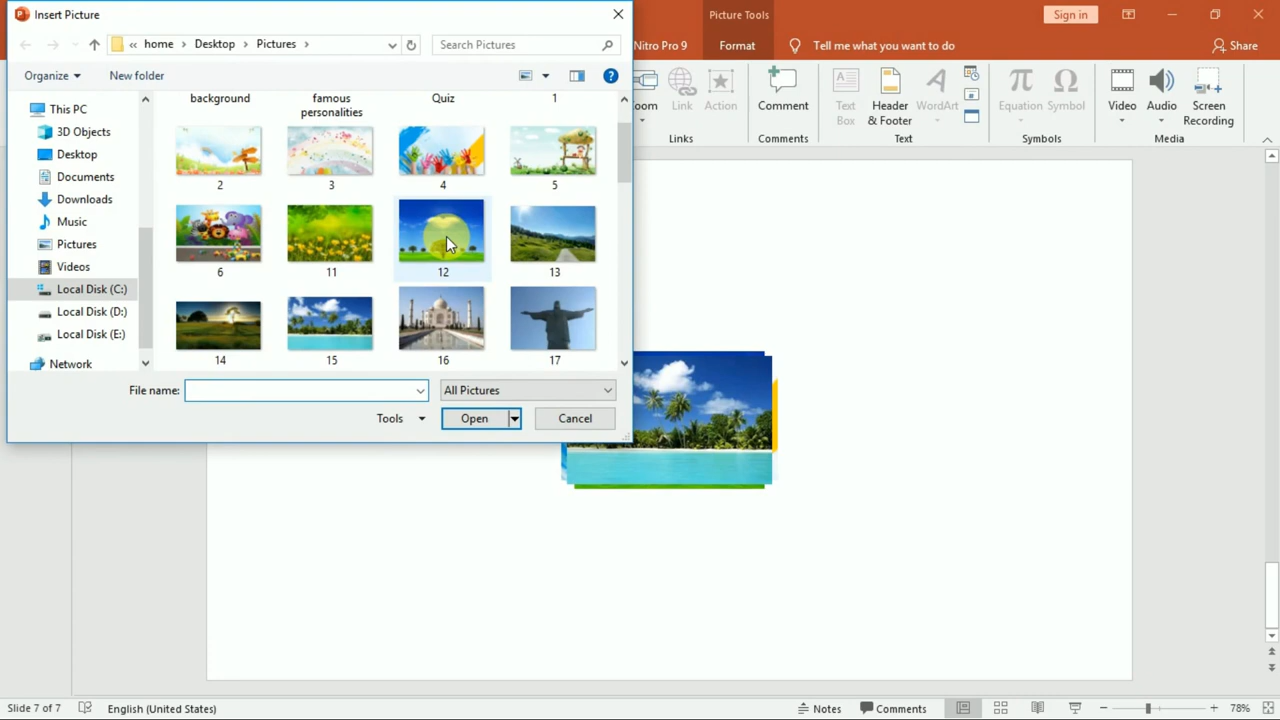 Insert Picture
Picture Tools
Sign in
home
Desktop
Pictures
Search Pictures
Nitro Pro 9
Format
Tell me what you want to do
Share
Organize
New folder
This PC
3D Objects
Desktop
Documents
Downloads
Music
Pictures
Videos
Local Disk (C:)
Local Disk (D:)
Local Disk (E:)
Network
background
famous
personalities
Quiz
1
2
3
4
5
6
11
12
13
14
15
16
17
File name:
All Pictures
Tools
Open
Cancel
oom
Link
Action
Links
Comment
Comments
Text
Box
Header
& Footer
WordArt
Text
Equation
Symbol
Symbols
Video
Audio
Screen
Recording
Media
Slide 7 of 7
English (United States)
Notes
Comments
78%